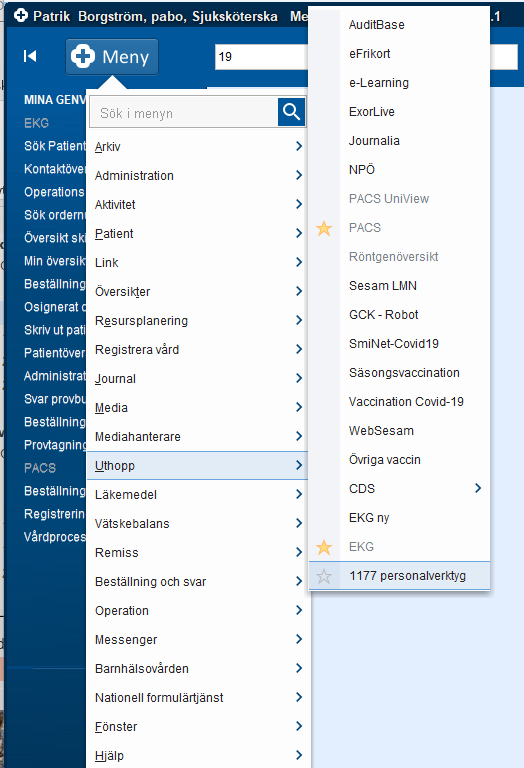 Patrik Borgström, pabo, Sjuksköterska Me
.1
Meny
19
MINA GENV
EKG
Sök Patient
Kontaktöver
Operations
Sök ordernu
Översikt ski
Min översik
Beställning
Osignerat o
Skriv ut pati
Patientöver
Administrat
Svar provbu
Beställning
Provtagning
PACS
Beställning
Registrerin
Vårdproces
Sök i menyn
Arkiv
Administration
Aktivitet
Patient
Link
Översikter
Resursplanering
Registrera vård
Journal
Media
Mediahanterare
Uthopp
Läkemedel
Vätskebalans
Remiss
Beställning och svar
Operation
Messenger
Barnhälsovården
Nationell formulärtjänst
Fönster
Hjälp
AuditBase
eFrikort
e-Learning
ExorLive
Journalia
NPÖ
PACS UniView
PACS
Röntgenöversikt
Sesam LMN
GCK - Robot
SmiNet-Covid19
Säsongsvaccination
Vaccination Covid-19
WebSesam
Övriga vaccin
CDS
EKG ny
EKG
1177 personalverktyg